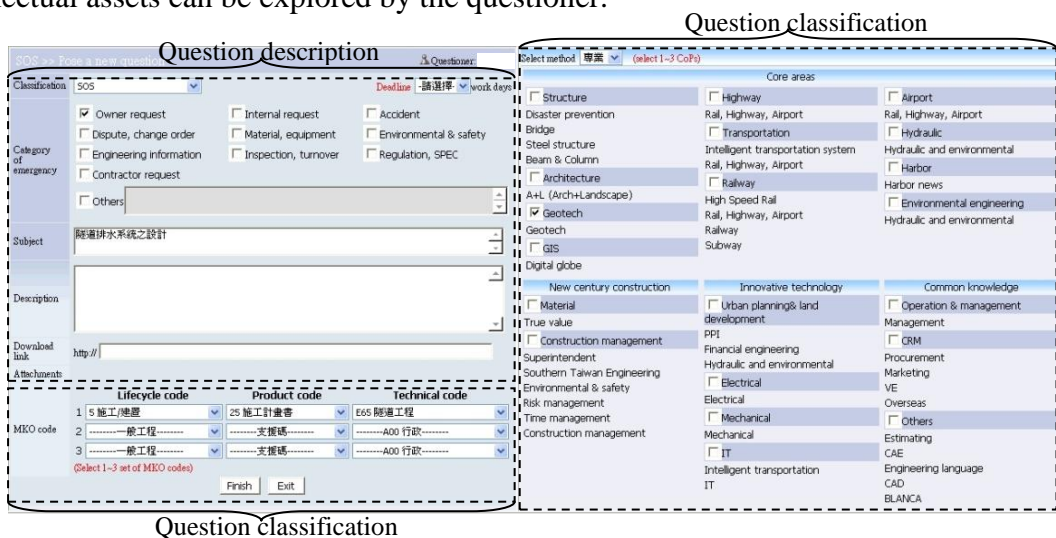 ectual assets can be explored by the questioner.
Question classification
Question description
SOS >> Pose a new question
Questioner:
Classification SOS Deadline -請選擇- work days
Category of emergency
Owner request Internal request Accident
Dispute, change order Material, equipment Environmental & safety
Engineering information Inspection, turnover Regulation, SPEC
Contractor request
Others
Subject 隧道排水系統之設計
Description
Download link http://
Attachments
Lifecycle code Product code Technical code
MKO code
1 5 施工/建置 25 施工計畫書 E65 隧道工程
2 --------一般工程-------- --------支援碼-------- --------A00 行政--------
3 --------一般工程-------- --------支援碼-------- --------A00 行政--------
(Select 1~3 set of MKO codes)
Finish Exit
Question classification
Select method 專業 (select 1~3 CoPs)
Core areas
Structure
Disaster prevention
Bridge
Steel structure
Beam & Column
Architecture
A+L (Arch+Landscape)
Geotech
Geotech
GIS
Digital globe
Highway
Rail, Highway, Airport
Transportation
Intelligent transportation system
Rail, Highway, Airport
Railway
High Speed Rail
Rail, Highway, Airport
Railway
Subway
Airport
Rail, Highway, Airport
Hydraulic
Hydraulic and environmental
Harbor
Harbor news
Environmental engineering
Hydraulic and environmental
New century construction
Material
True value
Construction management
Superintendent
Southern Taiwan Engineering
Environmental & safety
Risk management
Time management
Construction management
Innovative technology
Urban planning& land
development
PPI
Financial engineering
Hydraulic and environmental
Electrical
Electrical
Mechanical
Mechanical
IT
Intelligent transportation
IT
Common knowledge
Operation & management
Management
CRM
Procurement
Marketing
VE
Overseas
Others
Estimating
CAE
Engineering language
CAD
BLANCA